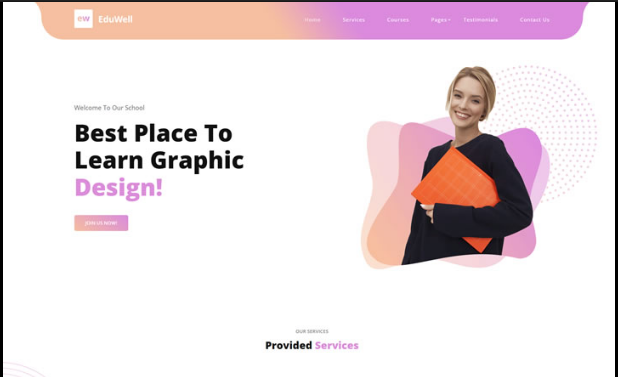 ew EduWell Home Services Courses Pages Testimonials Contact Us
Welcome To Our School
Best Place To
Learn Graphic
Design!
JOIN US NOW!
OUR SERVICES
Provided Services